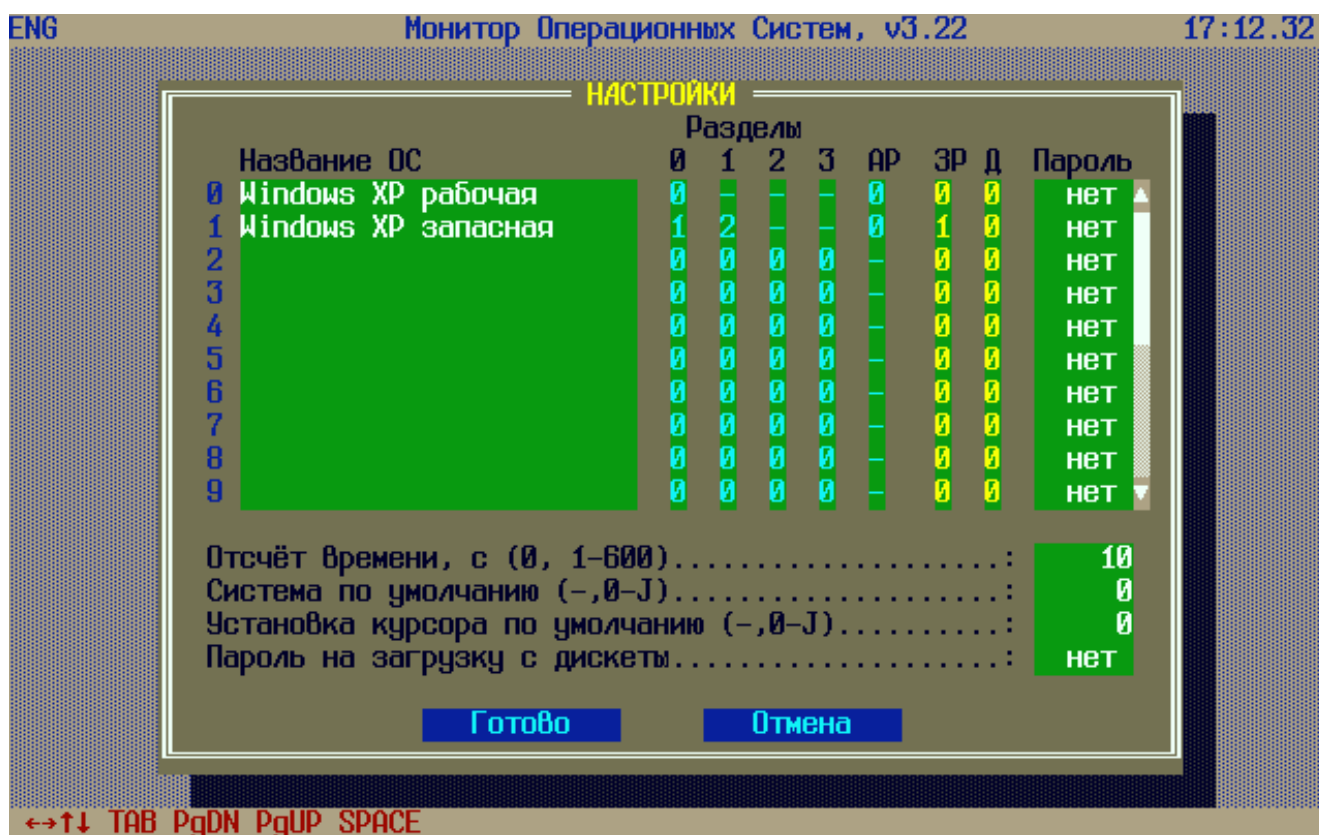 ENG Монитор Операционных Систем, v3.22 17:12.32
НАСТРОЙКИ
Разделы
Название ОС 0 1 2 3 АР ЗР Д Пароль
0 Windows XP рабочая 0 - - - 0 0 0 нет
1 Windows XP запасная 1 2 - - 0 1 0 нет
2 0 0 0 0 - 0 0 нет
3 0 0 0 0 - 0 0 нет
4 0 0 0 0 - 0 0 нет
5 0 0 0 0 - 0 0 нет
6 0 0 0 0 - 0 0 нет
7 0 0 0 0 - 0 0 нет
8 0 0 0 0 - 0 0 нет
9 0 0 0 0 - 0 0 нет
Отсчёт времени, с (0, 1-600)....................: 10
Система по умолчанию (-,0-J)....................: 0
Установка курсора по умолчанию (-,0-J)..........: 0
Пароль на загрузку с дискеты....................: нет
Готово Отмена
←→↑↓ TAB PgDN PgUP SPACE